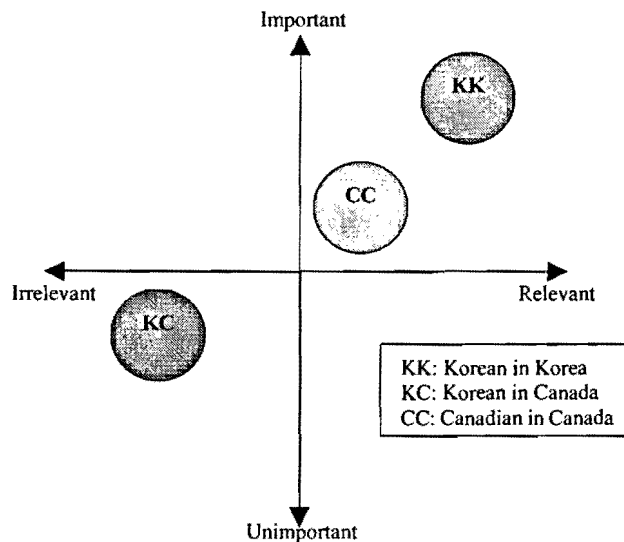 Important
KK
CC
Irrelevant
Relevant
KC
KK: Korean in Korea
KC: Korean in Canada
CC: Canadian in Canada
Unimportant